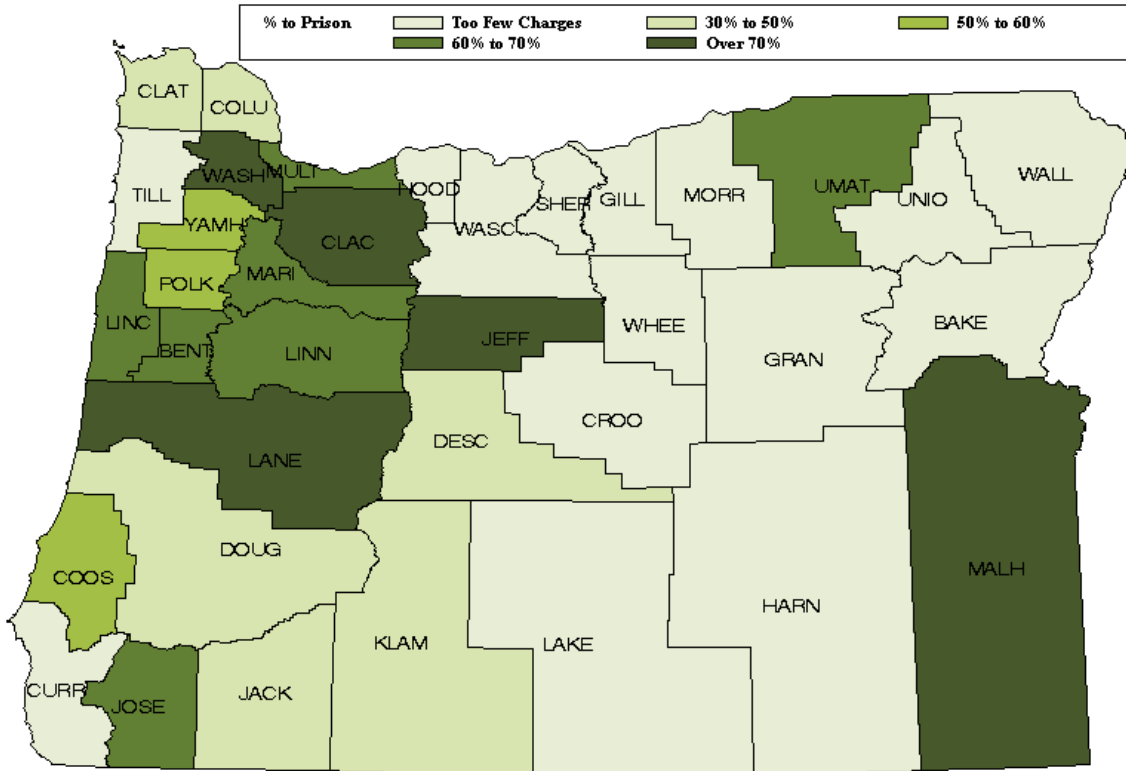 % to Prison Too Few Charges 30% to 50% 50% to 60%
60% to 70% Over 70%
CLAT
COLU
WASH
MULT
HOOD
TILL
SHER
GILL
MORR
UMAT
UNIO
WALL
YAMH
WASC
CLAC
MARI
POLK
LINC
BENT
LINN
JEFF
WHEE
BAKE
GRAN
CROO
DESC
LANE
DOUG
COOS
MALH
HARN
KLAM
LAKE
CURR
JACK
JOSE